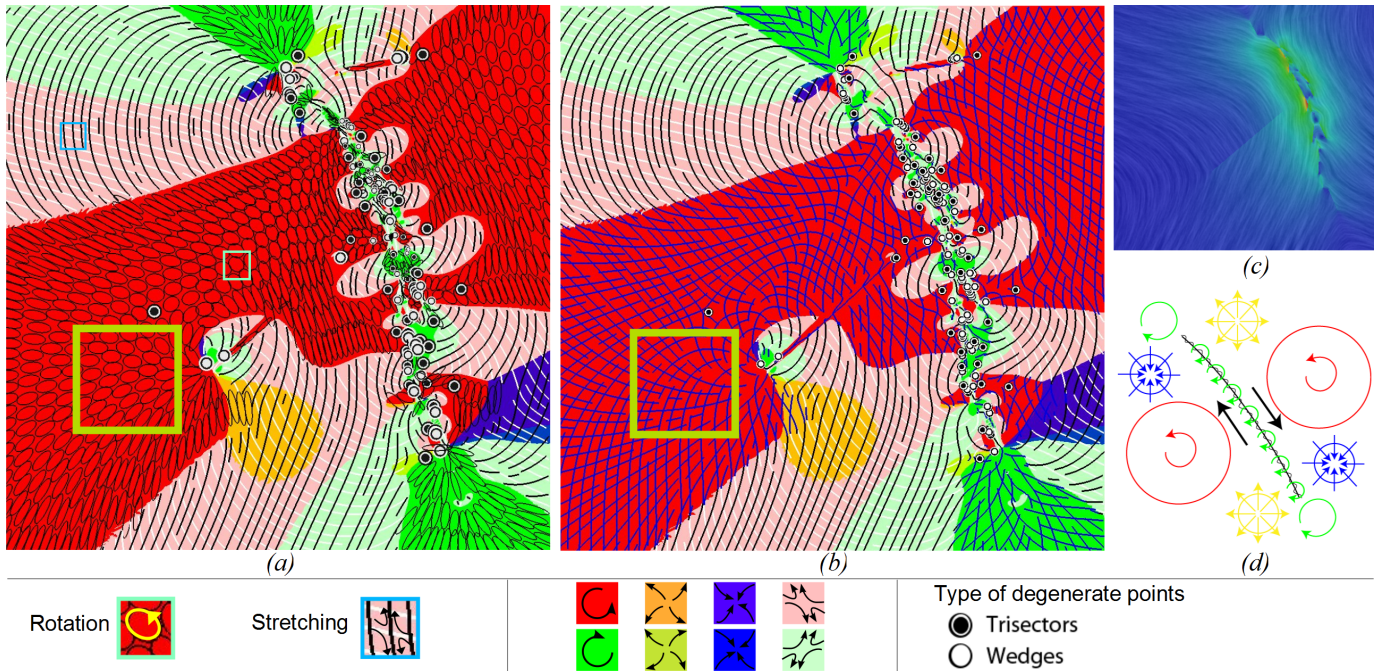 (a)
(b)
(c)
(d)
Rotation
Stretching
Type of degenerate points
Trisectors
Wedges